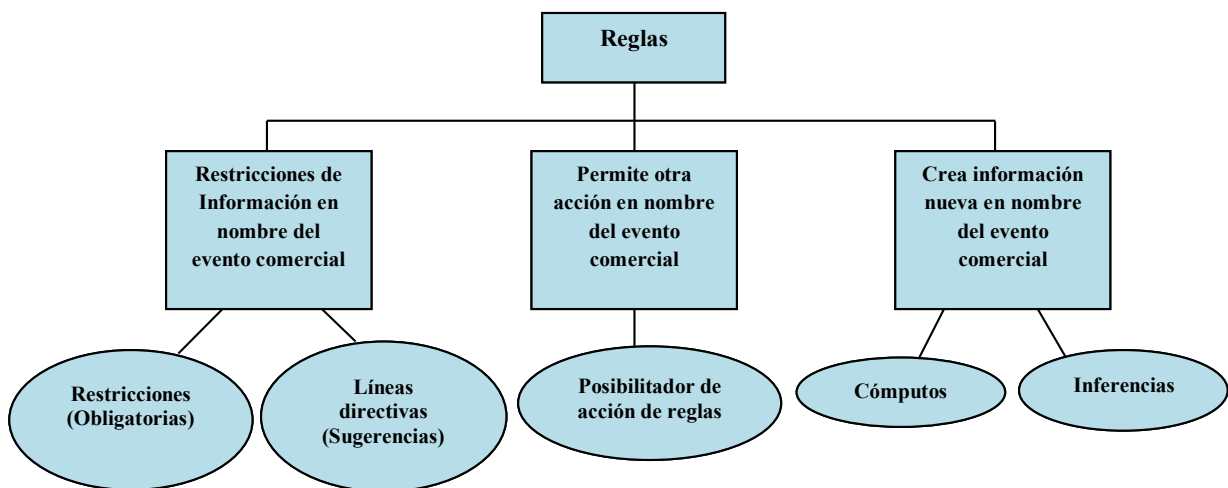 Reglas
Restricciones de
Información en
nombre del
evento comercial
Permite otra
acción en nombre
del evento
comercial
Crea información
nueva en nombre
del evento
comercial
Restricciones
(Obligatorias)
Líneas
directivas
(Sugerencias)
Posibilitador de
acción de reglas
Cómputos
Inferencias